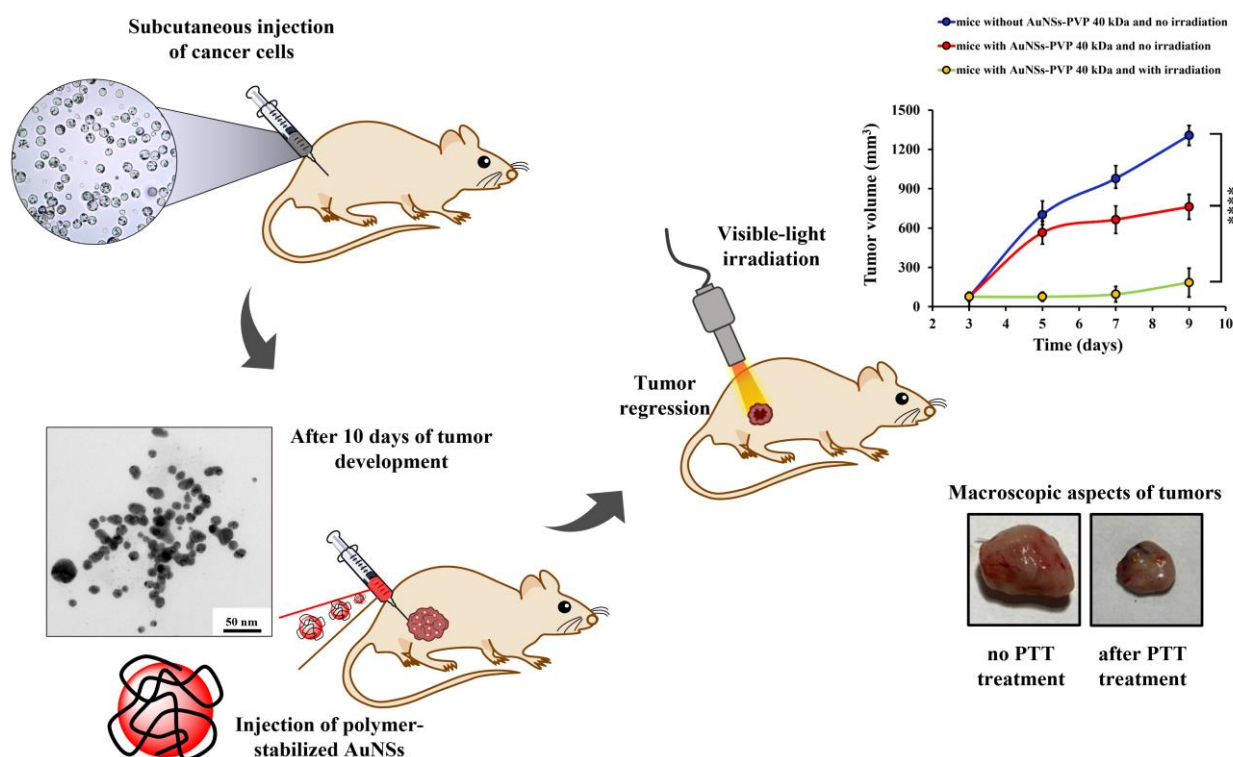 Subcutaneous injection
of cancer cells
mice without AuNSs-PVP 40 kDa and no irradiation
mice with AuNSs-PVP 40 kDa and no irradiation
mice with AuNSs-PVP 40 kDa and with irradiation
Tumor volume (mm³)
1500
1200
900
600
300
0
2 3 4 5 6 7 8 9 10
Time (days)
****
Visible-light
irradiation
Tumor
regression
After 10 days of tumor
development
50 nm
Injection of polymer-
stabilized AuNSs
Macroscopic aspects of tumors
no PTT
treatment
after PTT
treatment